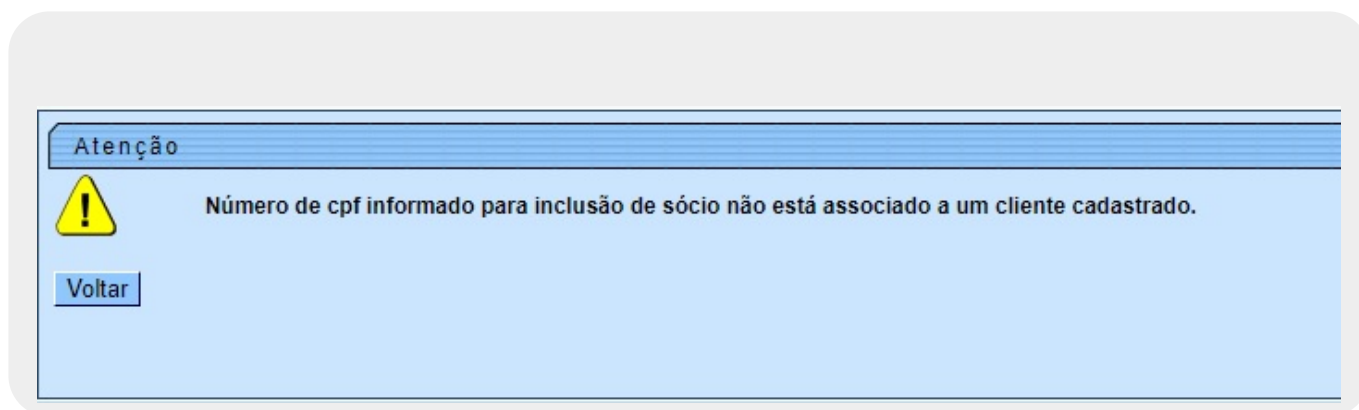 Atenção
Número de cpf informado para inclusão de sócio não está associado a um cliente cadastrado.
Voltar